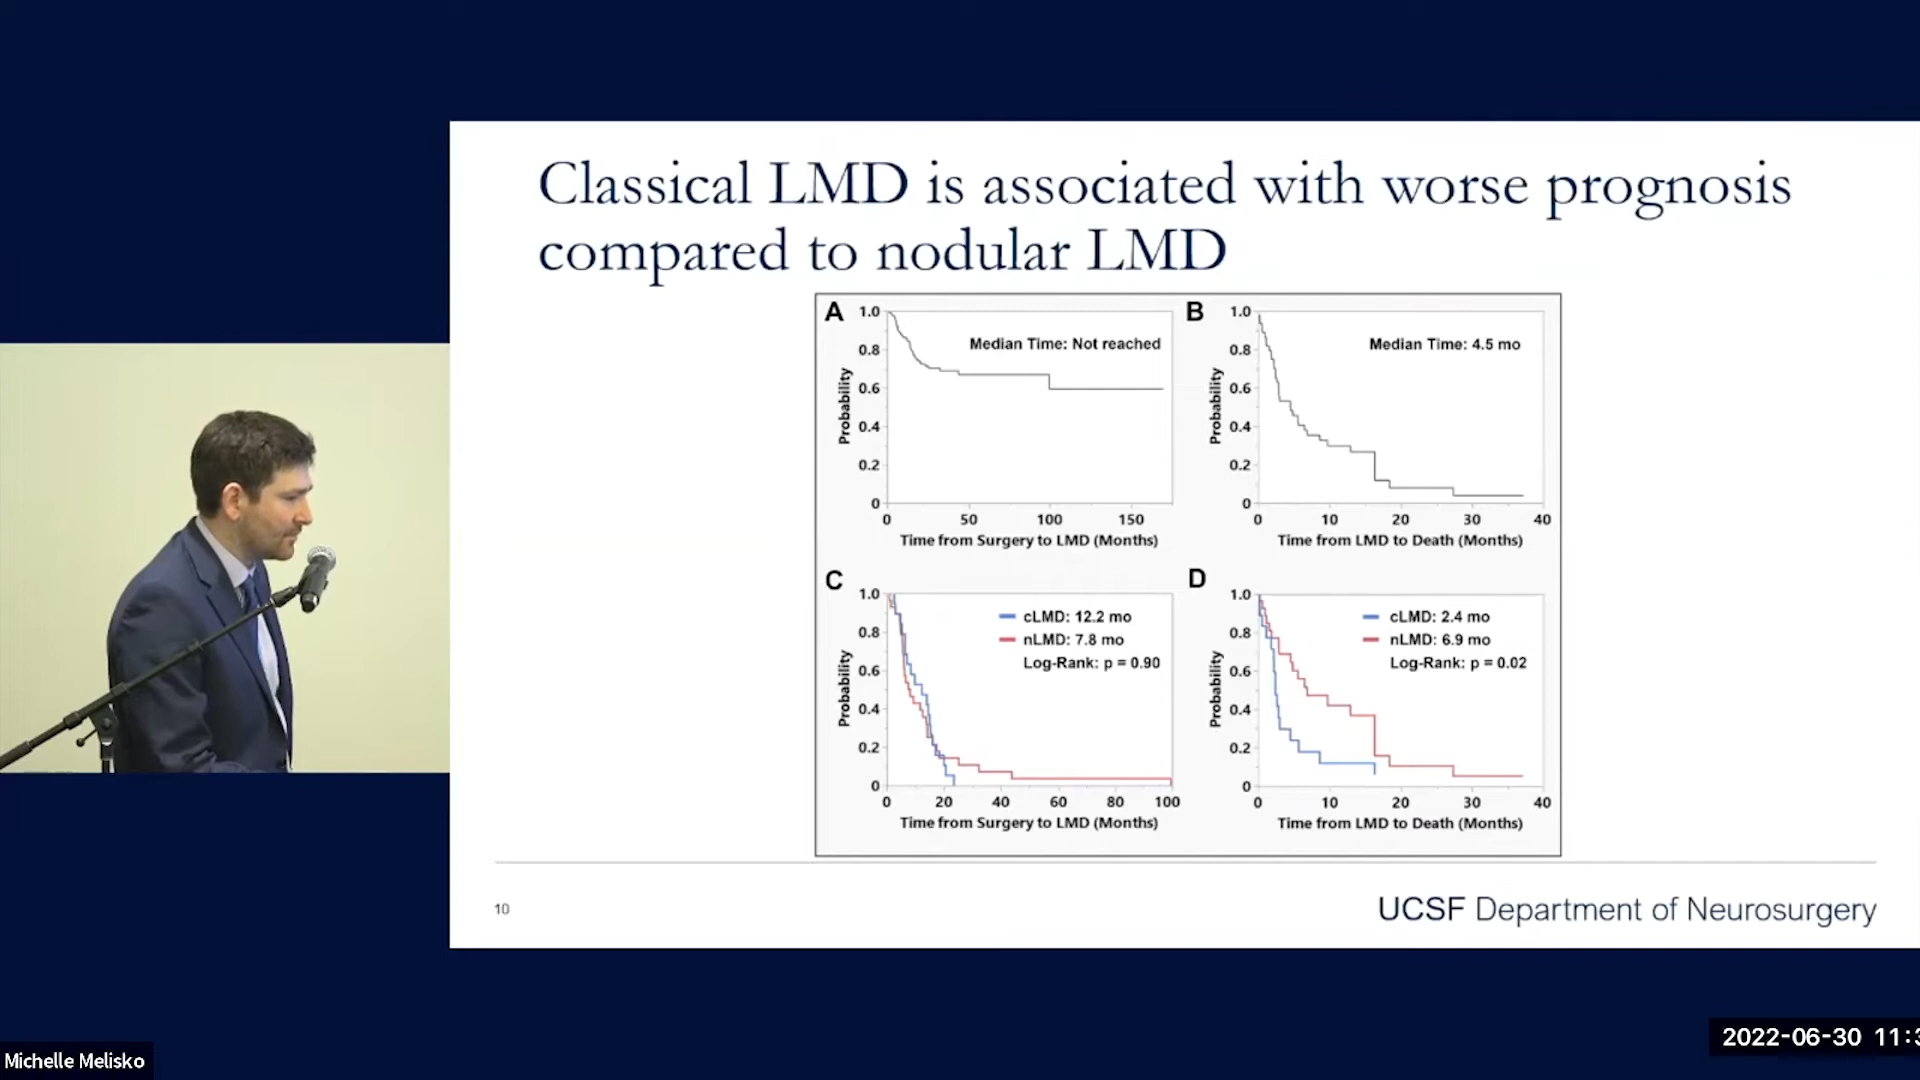 Classical LMD is associated with worse prognosis
compared to nodular LMD
A
1.0
0.8
0.6
0.4
0.2
0
Probability
Median Time: Not reached
0 50 100 150
Time from Surgery to LMD (Months)
B
1.0
0.8
0.6
0.4
0.2
0
Probability
Median Time: 4.5 mo
0 10 20 30 40
Time from LMD to Death (Months)
C
1.0
0.8
0.6
0.4
0.2
0
Probability
cLMD: 12.2 mo
nLMD: 7.8 mo
Log-Rank: p = 0.90
0 20 40 60 80 100
Time from Surgery to LMD (Months)
D
1.0
0.8
0.6
0.4
0.2
0
Probability
cLMD: 2.4 mo
nLMD: 6.9 mo
Log-Rank: p = 0.02
0 10 20 30 40
Time from LMD to Death (Months)
10
UCSF Department of Neurosurgery
2022-06-30 11:3
Michelle Melisko